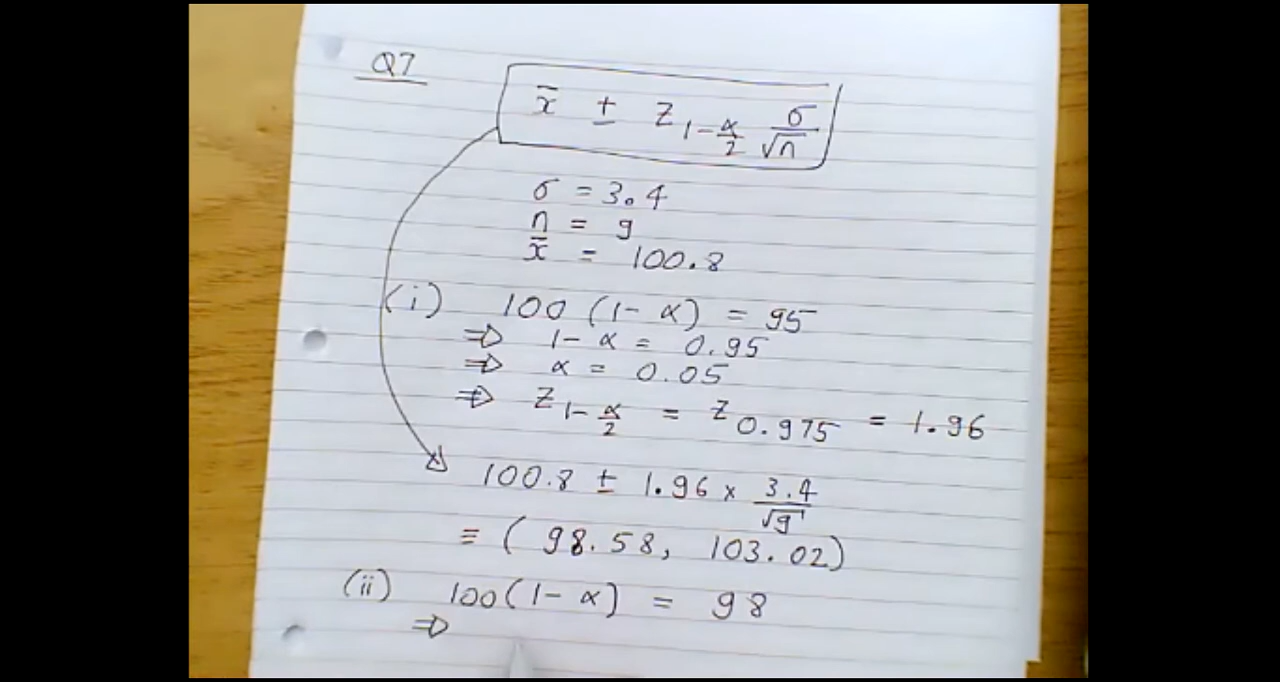 Q7
x̄ ± z_{1-α/2} σ/√n
σ = 3.4
n = 9
x̄ = 100.8
(i) 100 (1-α) = 95
⇒ 1-α = 0.95
⇒ α = 0.05
⇒ z_{1-α/2} = z_{0.975} = 1.96
100.8 ± 1.96 × 3.4/√9
≡ (98.58, 103.02)
(ii) 100(1-α) = 98
⇒